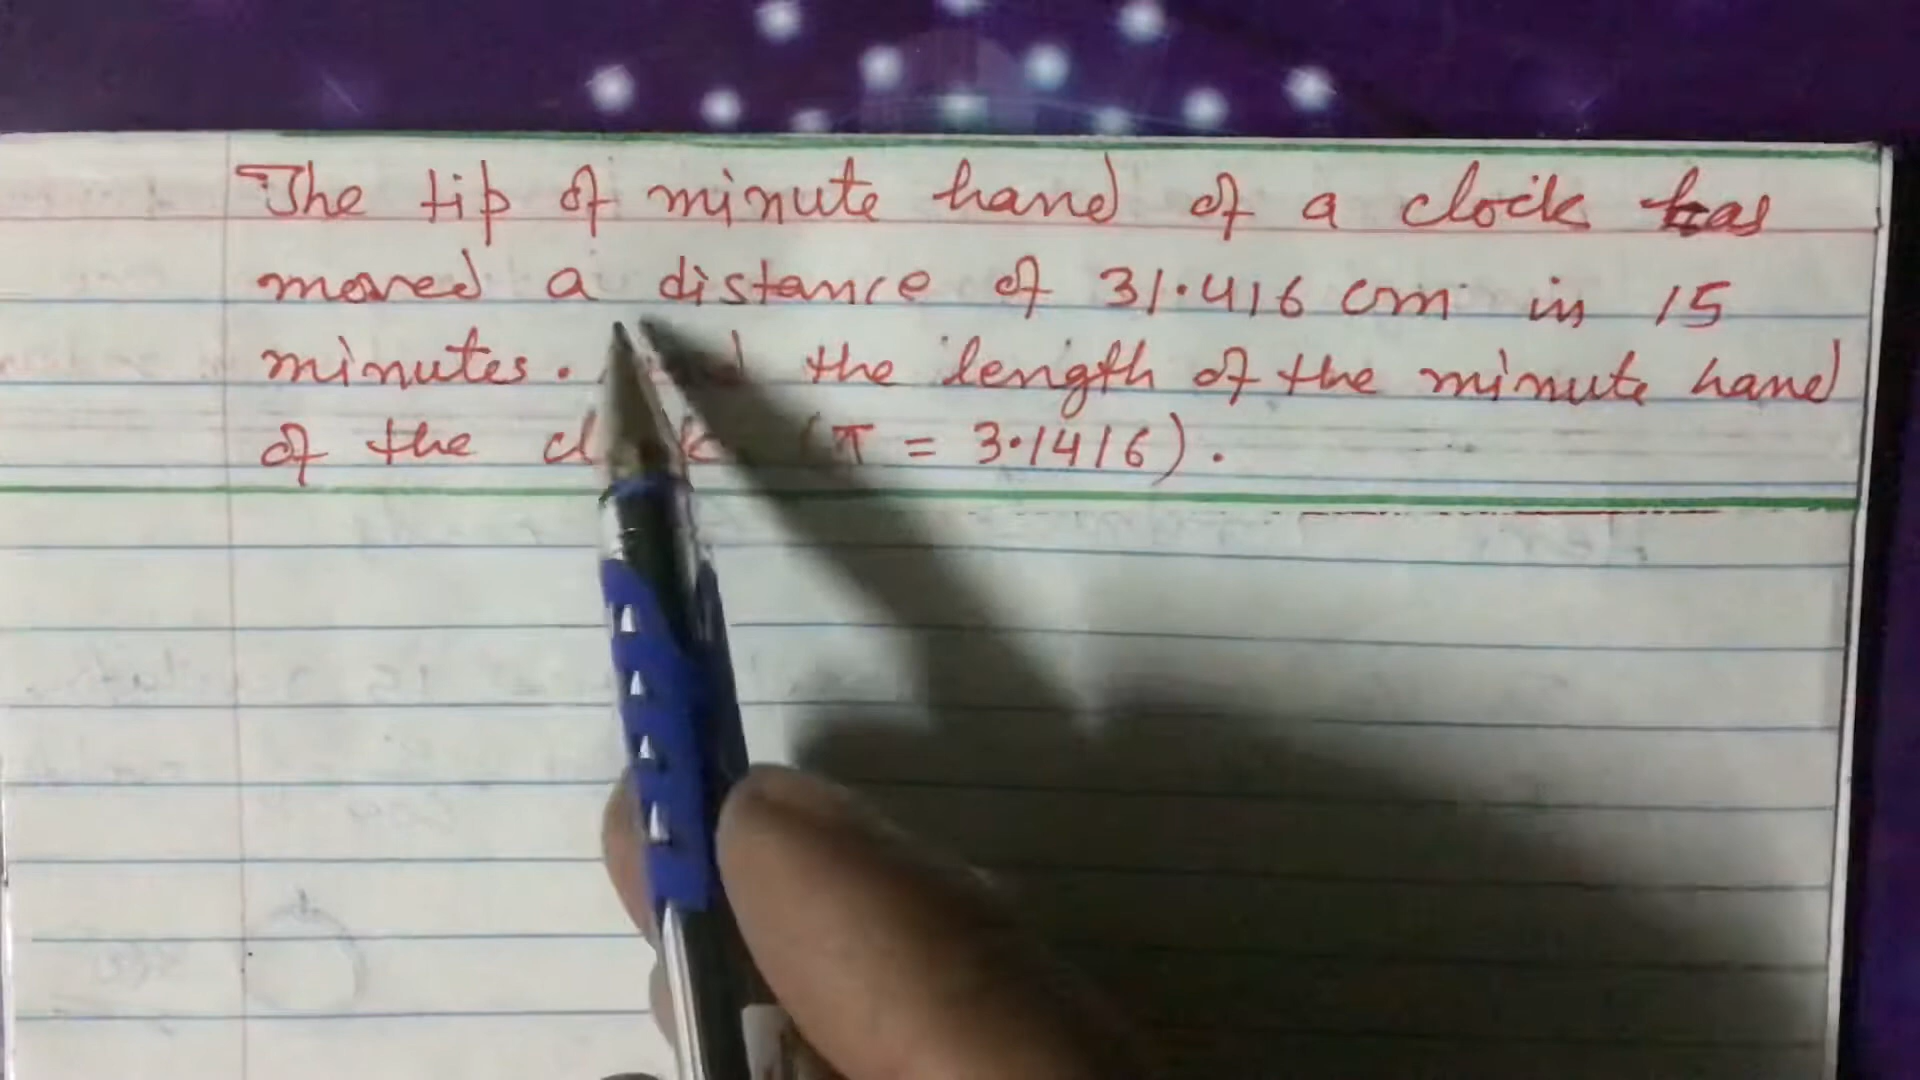 The tip of minute hand of a clock has
moved a distance of 31.416 cm in 15
minutes. the length of the minute hand
of the (π = 3.1416).